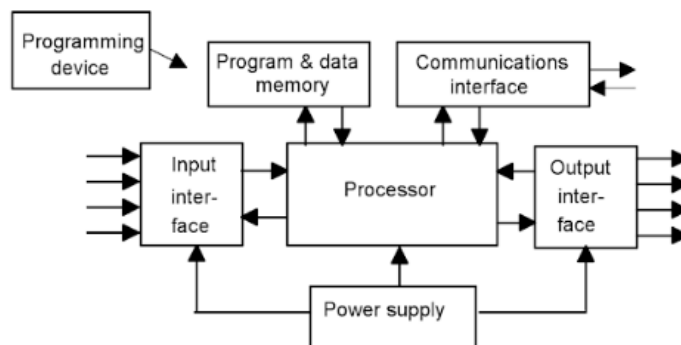 Programming
device
Program & data
memory
Communications
interface
Input
inter-
face
Processor
Output
inter-
face
Power supply